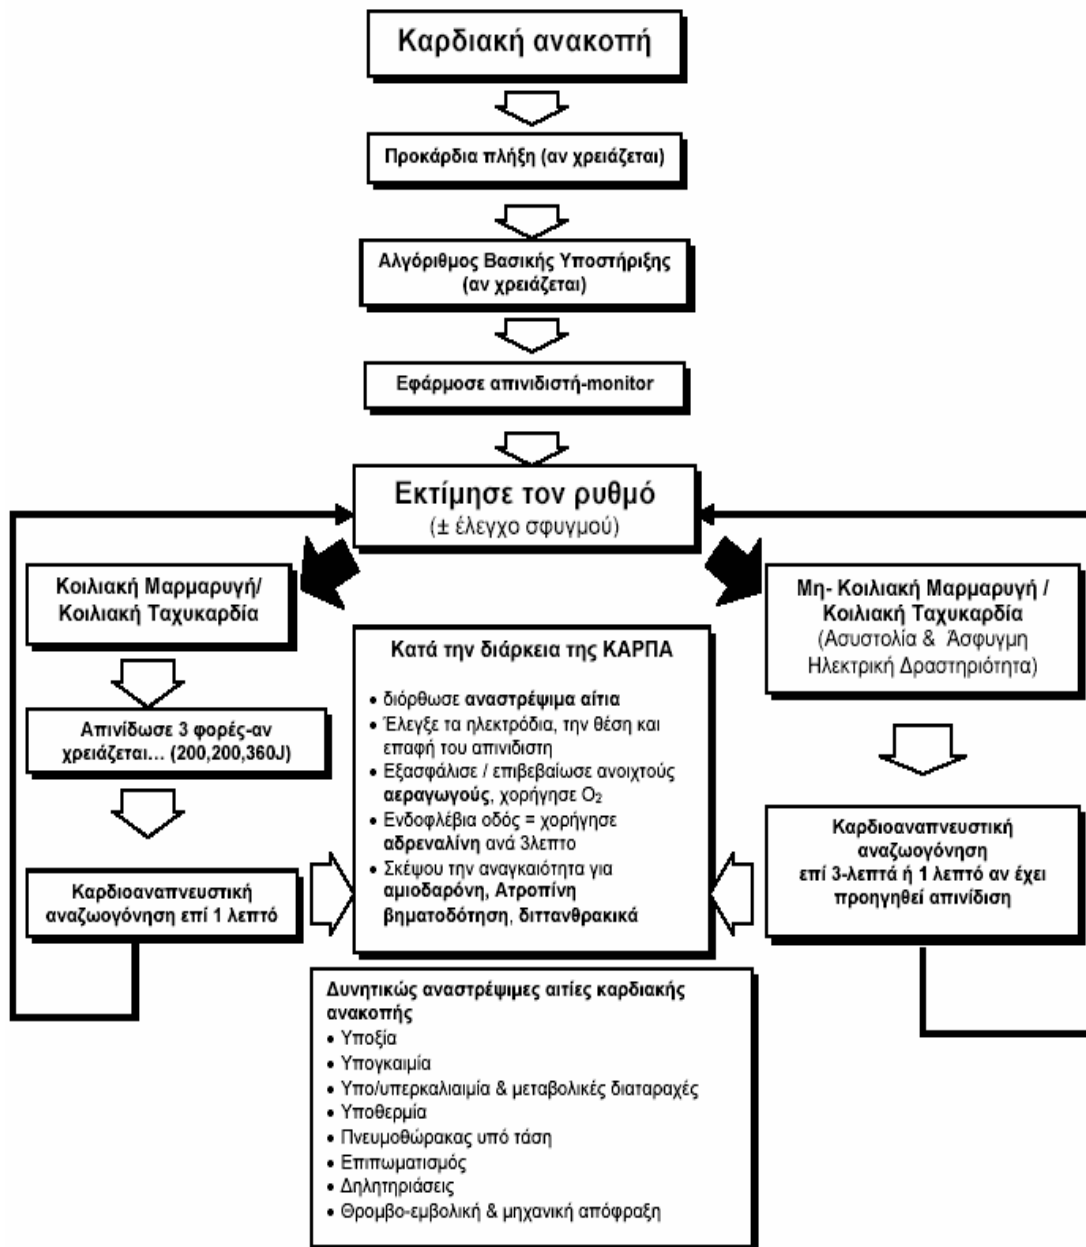 Καρδιακή ανακοπή
Προκάρδια πλήξη (αν χρειάζεται)
Αλγόριθμος Βασικής Υποστήριξης
(αν χρειάζεται)
Εφάρμοσε απινιδιστή-monitor
Εκτίμησε τον ρυθμό
(± έλεγχο σφυγμού)
Κοιλιακή Μαρμαρυγή/
Κοιλιακή Ταχυκαρδία
Απινίδωσε 3 φορές-αν
χρειάζεται... (200,200,360J)
Καρδιοαναπνευστική
αναζωογόνηση επί 1 λεπτό
Κατά την διάρκεια της ΚΑΡΠΑ
• διόρθωσε αναστρέψιμα αίτια
• Έλεγξε τα ηλεκτρόδια, την θέση και
επαφή του απινιδιστη
• Εξασφάλισε / επιβεβαίωσε ανοιχτούς
αεραγωγούς, χορήγησε O₂
• Ενδοφλέβια οδός = χορήγησε
αδρεναλίνη ανά 3λεπτο
• Σκέψου την αναγκαιότητα για
αμιοδαρόνη, Ατροπίνη
βηματοδότηση, διττανθρακικά
Μη- Κοιλιακή Μαρμαρυγή /
Κοιλιακή Ταχυκαρδία
(Ασυστολία & Άσφυγμη
Ηλεκτρική Δραστηριότητα)
Καρδιοαναπνευστική
αναζωογόνηση
επί 3-λεπτά ή 1 λεπτό αν έχει
προηγηθεί απινίδιση
Δυνητικώς αναστρέψιμες αιτίες καρδιακής
ανακοπής
• Υποξία
• Υπογκαιμία
• Υπο/υπερκαλιαιμία & μεταβολικές διαταραχές
• Υποθερμία
• Πνευμοθώρακας υπό τάση
• Επιπωματισμός
• Δηλητηριάσεις
• Θρομβο-εμβολική & μηχανική απόφραξη